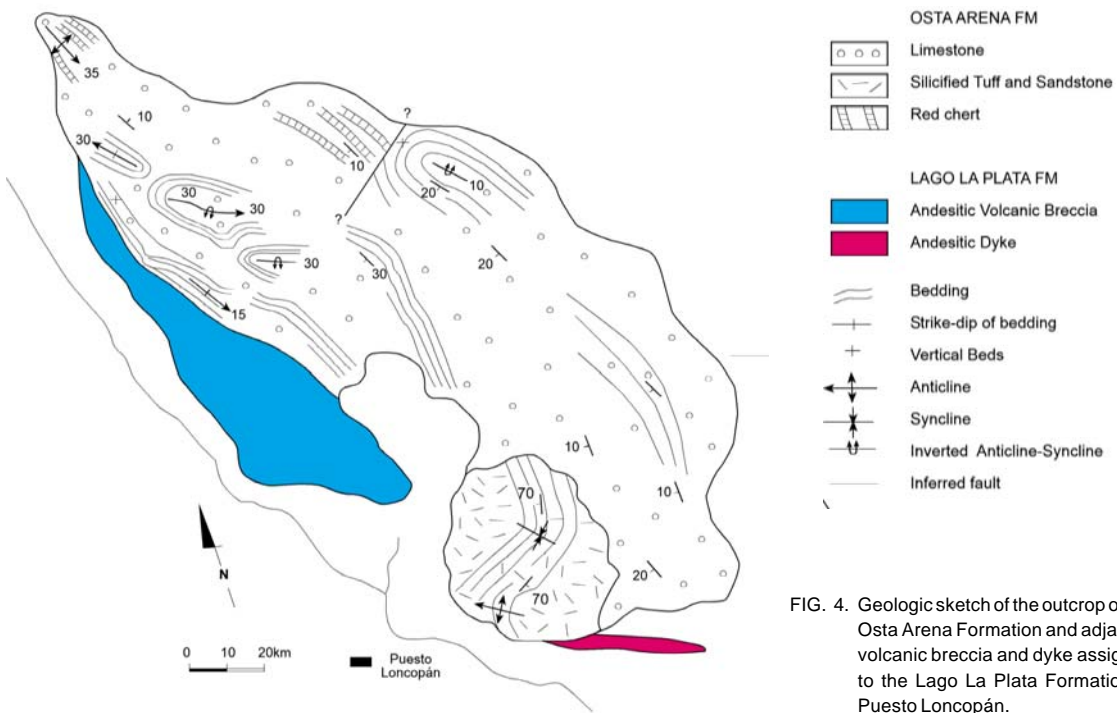 35
10
30
30
30
30
15
10
20
10
20
30
?
?
10
10
20
70
70
N
0 10 20km
Puesto
Loncopán
OSTA ARENA FM
Limestone
Silicified Tuff and Sandstone
Red chert
LAGO LA PLATA FM
Andesitic Volcanic Breccia
Andesitic Dyke
Bedding
Strike-dip of bedding
Vertical Beds
Anticline
Syncline
Inverted Anticline-Syncline
Inferred fault
FIG. 4. Geologic sketch of the outcrop o
Osta Arena Formation and adja
volcanic breccia and dyke assig
to the Lago La Plata Formatio
Puesto Loncopán.